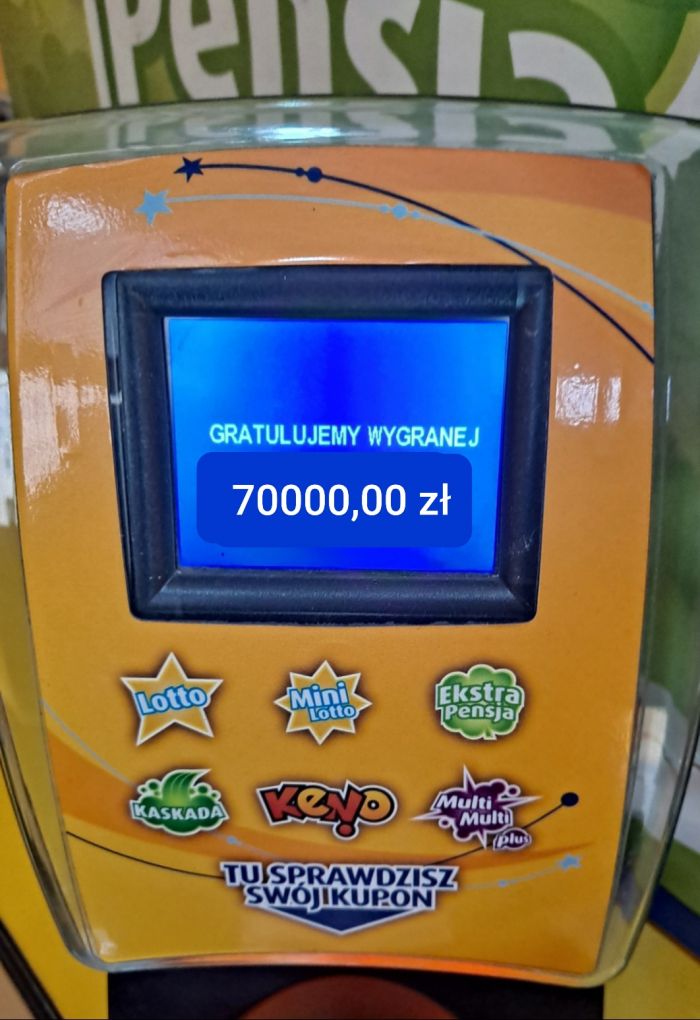 Pensja
GRATULUJEMY WYGRANEJ
70000,00 zł
Lotto
Mini
Lotto
Ekstra
Pensja
KASKADA
KENO
Multi
Multi
plus
TU SPRAWDZISZ
SWÓJ KUPON